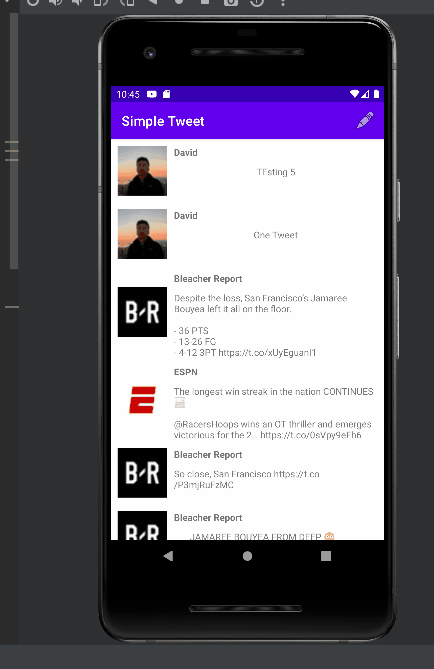 10:45
Simple Tweet
David
TEsting 5
David
One Tweet
Bleacher Report
Despite the loss, San Francisco's Jamaree
Bouyea left it all on the floor.
- 36 PTS
- 13-26 FG
- 4-12 3PT https://t.co/xUyEguanI1
ESPN
The longest win streak in the nation CONTINUES
@RacersHoops wins an OT thriller and emerges
victorious for the 2… https://t.co/0sVpy9eFh6
Bleacher Report
So close, San Francisco https://t.co
/P3mjRuFzMC
Bleacher Report
JAMAREE BOUYEA FROM DEEP
B/R
E
B/R
B/R